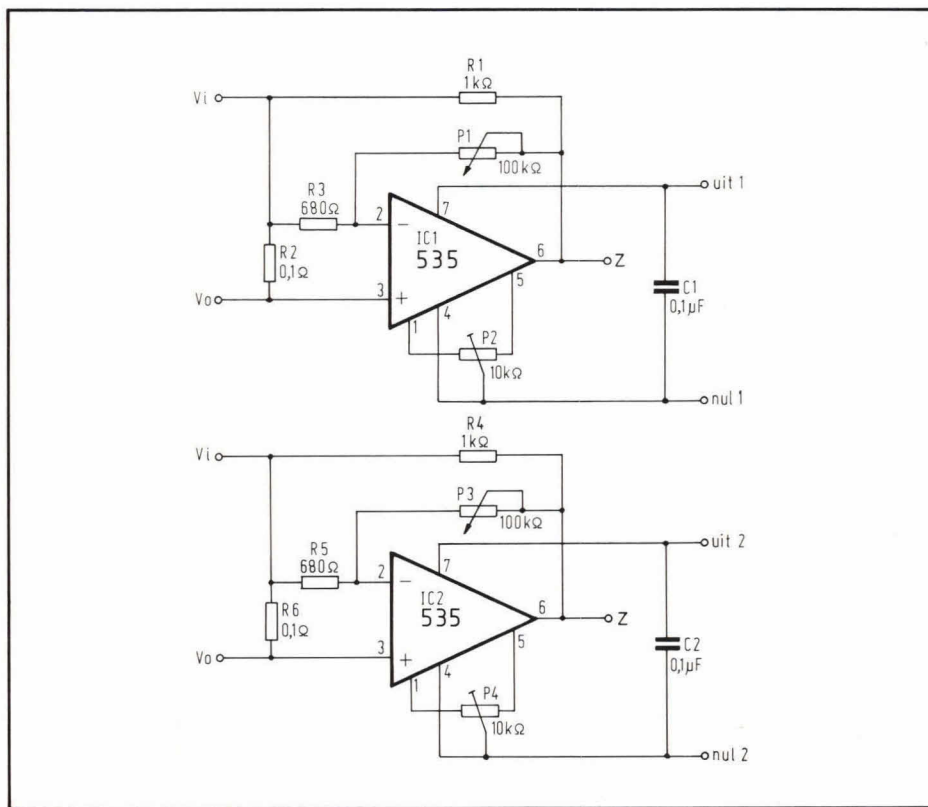 R1
1kΩ
Vi
P1
100kΩ
uit 1
7
R3
680Ω
2
−
IC1
535
6
Z
R2
0,1Ω
5
C1
0,1µF
Vo
3
+
4
1
P2
10kΩ
nul 1
R4
1kΩ
Vi
P3
100kΩ
uit 2
7
R5
680Ω
2
−
IC2
535
6
Z
R6
0,1Ω
5
C2
0,1µF
Vo
3
+
4
1
P4
10kΩ
nul 2